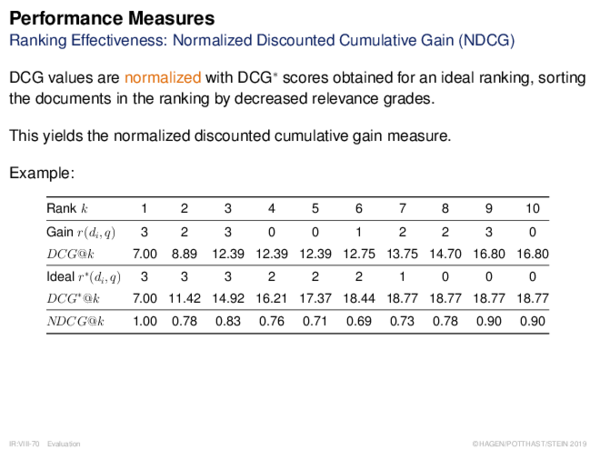 Performance Measures
Ranking Effectiveness: Normalized Discounted Cumulative Gain (NDCG)
DCG values are normalized with DCG* scores obtained for an ideal ranking, sorting
the documents in the ranking by decreased relevance grades.
This yields the normalized discounted cumulative gain measure.
Example:
Rank k 1 2 3 4 5 6 7 8 9 10
Gain r(d_i, q) 3 2 3 0 0 1 2 2 3 0
DCG@k 7.00 8.89 12.39 12.39 12.39 12.75 13.75 14.70 16.80 16.80
Ideal r*(d_i, q) 3 3 3 2 2 2 1 0 0 0
DCG*@k 7.00 11.42 14.92 16.21 17.37 18.44 18.77 18.77 18.77 18.77
NDCG@k 1.00 0.78 0.83 0.76 0.71 0.69 0.73 0.78 0.90 0.90
IR:VIII-70 Evaluation ©HAGEN/POTTHAST/STEIN 2019